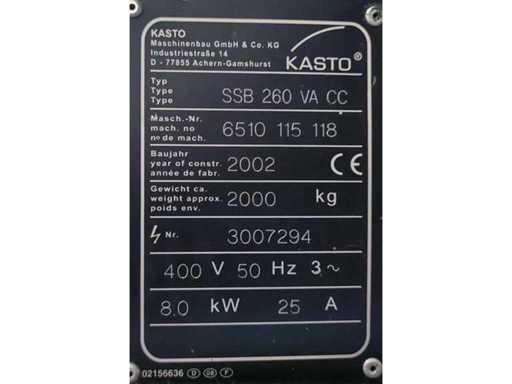 KASTO
Maschinenbau GmbH & Co. KG
Industriestraße 14
D - 77855 Achern-Gamshurst
KASTO®
Typ
Type
Type
SSB 260 VA CC
Masch.-Nr.
mach. no
no de mach.
6510 115 118
Baujahr
year of constr.
année de fabr.
2002
CE
Gewicht ca.
weight approx.
poids env.
2000 kg
Nr. 3007294
400 V 50 Hz 3~
8.0 kW 25 A
02156636 D GB F